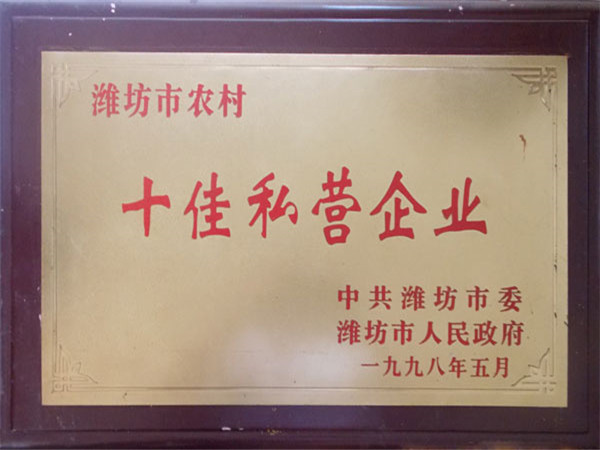 潍坊市农村
十佳私营企业
中共潍坊市委
潍坊市人民政府
一九九八年五月